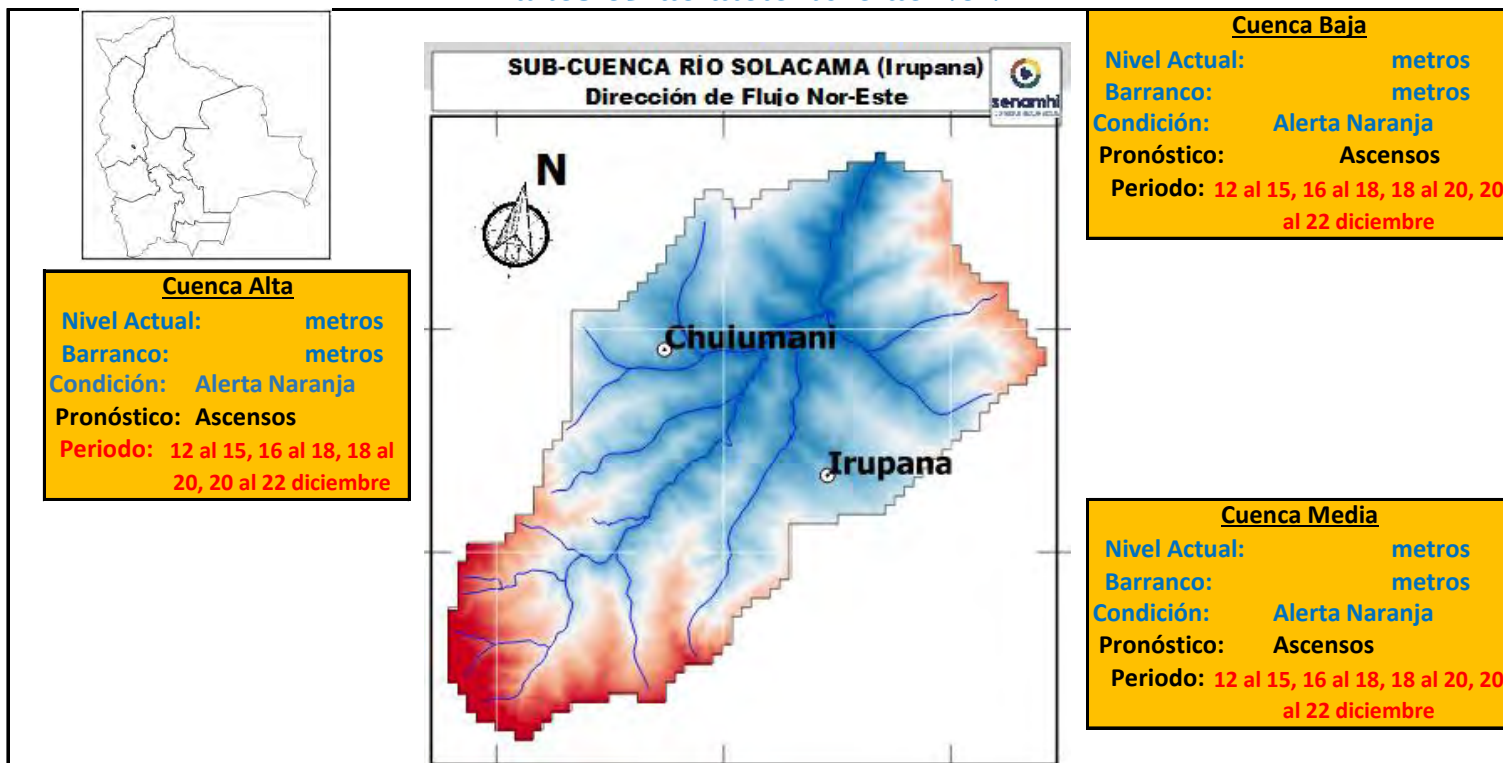 SUB-CUENCA RÍO SOLACAMA (Irupana)
Dirección de Flujo Nor-Este
senamhi
N
Chulumani
Irupana
Cuenca Alta
Nivel Actual: metros
Barranco: metros
Condición: Alerta Naranja
Pronóstico: Ascensos
Periodo: 12 al 15, 16 al 18, 18 al
20, 20 al 22 diciembre
Cuenca Baja
Nivel Actual: metros
Barranco: metros
Condición: Alerta Naranja
Pronóstico: Ascensos
Periodo: 12 al 15, 16 al 18, 18 al 20, 20
al 22 diciembre
Cuenca Media
Nivel Actual: metros
Barranco: metros
Condición: Alerta Naranja
Pronóstico: Ascensos
Periodo: 12 al 15, 16 al 18, 18 al 20, 20
al 22 diciembre